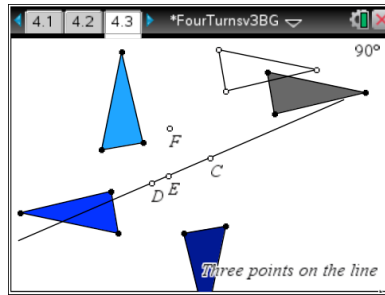 4.1 4.2 4.3 *FourTurnsv3BG
90°
F
C
D E
Three points on the line